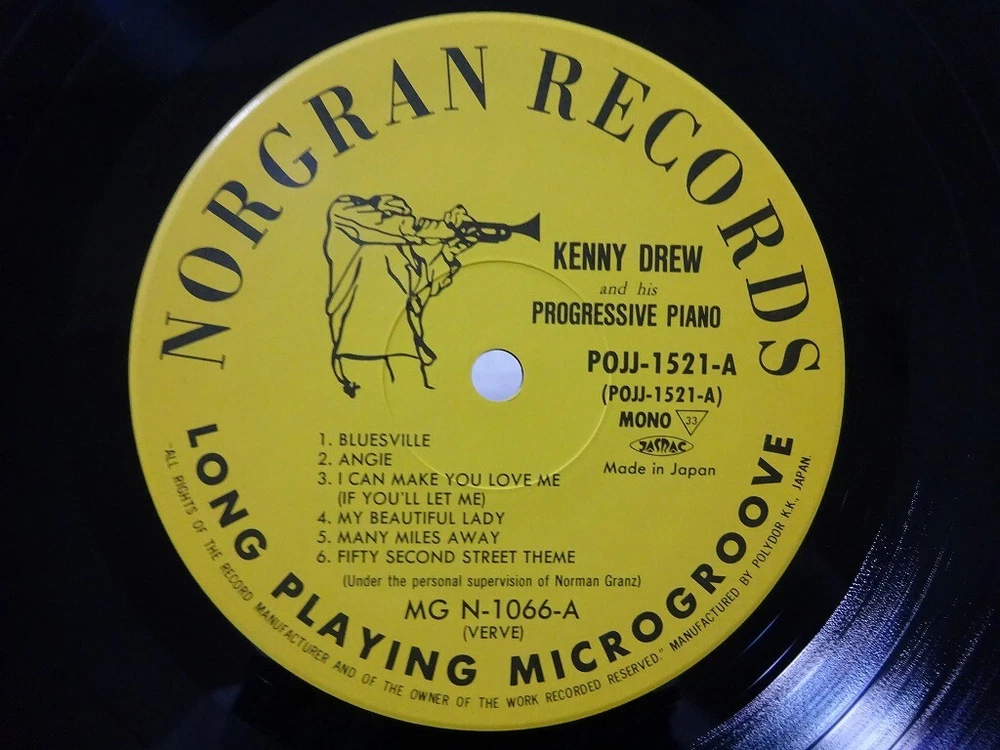 NORGRAN RECORDS
KENNY DREW
and his
PROGRESSIVE PIANO
POJJ-1521-A
(POJJ-1521-A)
MONO 33
JASRAC
Made in Japan
1. BLUESVILLE
2. ANGIE
3. I CAN MAKE YOU LOVE ME
(IF YOU'LL LET ME)
4. MY BEAUTIFUL LADY
5. MANY MILES AWAY
6. FIFTY SECOND STREET THEME
(Under the personal supervision of Norman Granz)
MG N-1066-A
(VERVE)
LONG PLAYING MICROGROOVE
"ALL RIGHTS OF THE RECORD MANUFACTURER AND OF THE OWNER OF THE WORK RECORDED RESERVED." MANUFACTURED BY POLYDOR K.K., JAPAN.